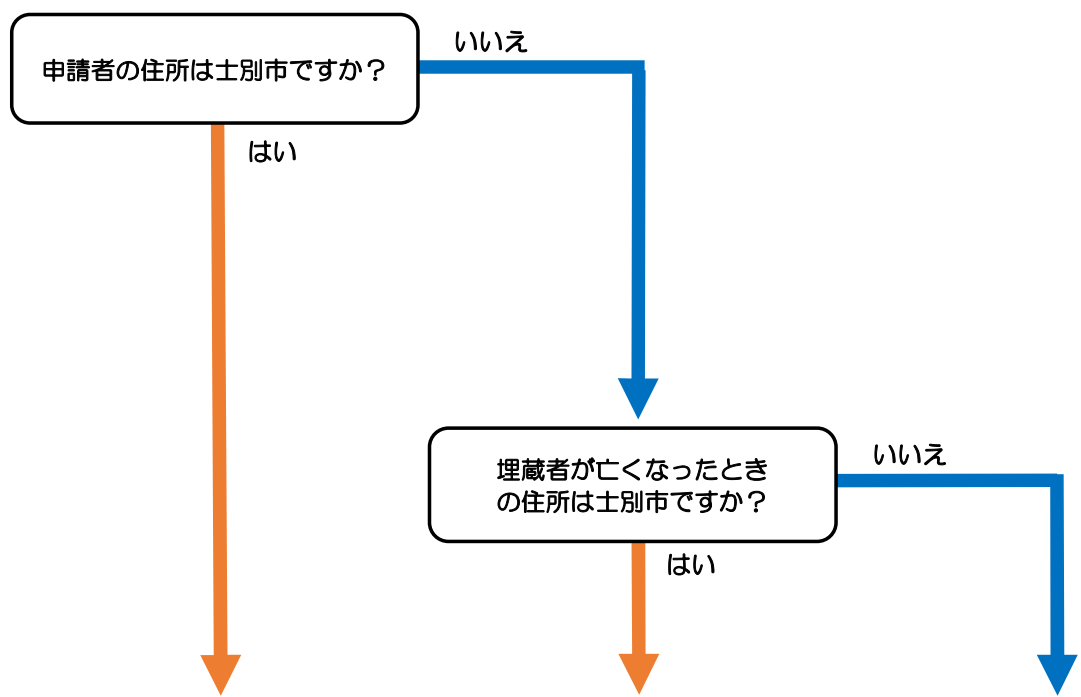 申請者の住所は士別市ですか？
いいえ
はい
埋蔵者が亡くなったとき
の住所は士別市ですか？
いいえ
はい